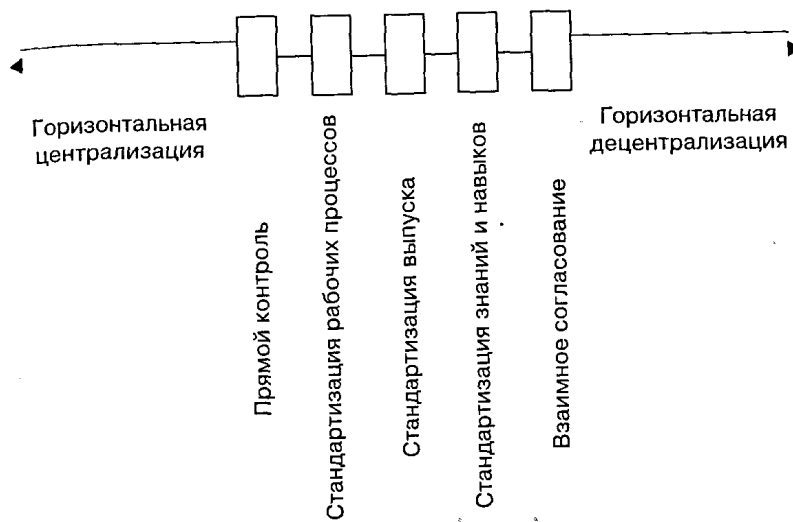 Горизонтальная
централизация
Горизонтальная
децентрализация
Прямой контроль
Стандартизация рабочих процессов
Стандартизация выпуска
Стандартизация знаний и навыков
Взаимное согласование